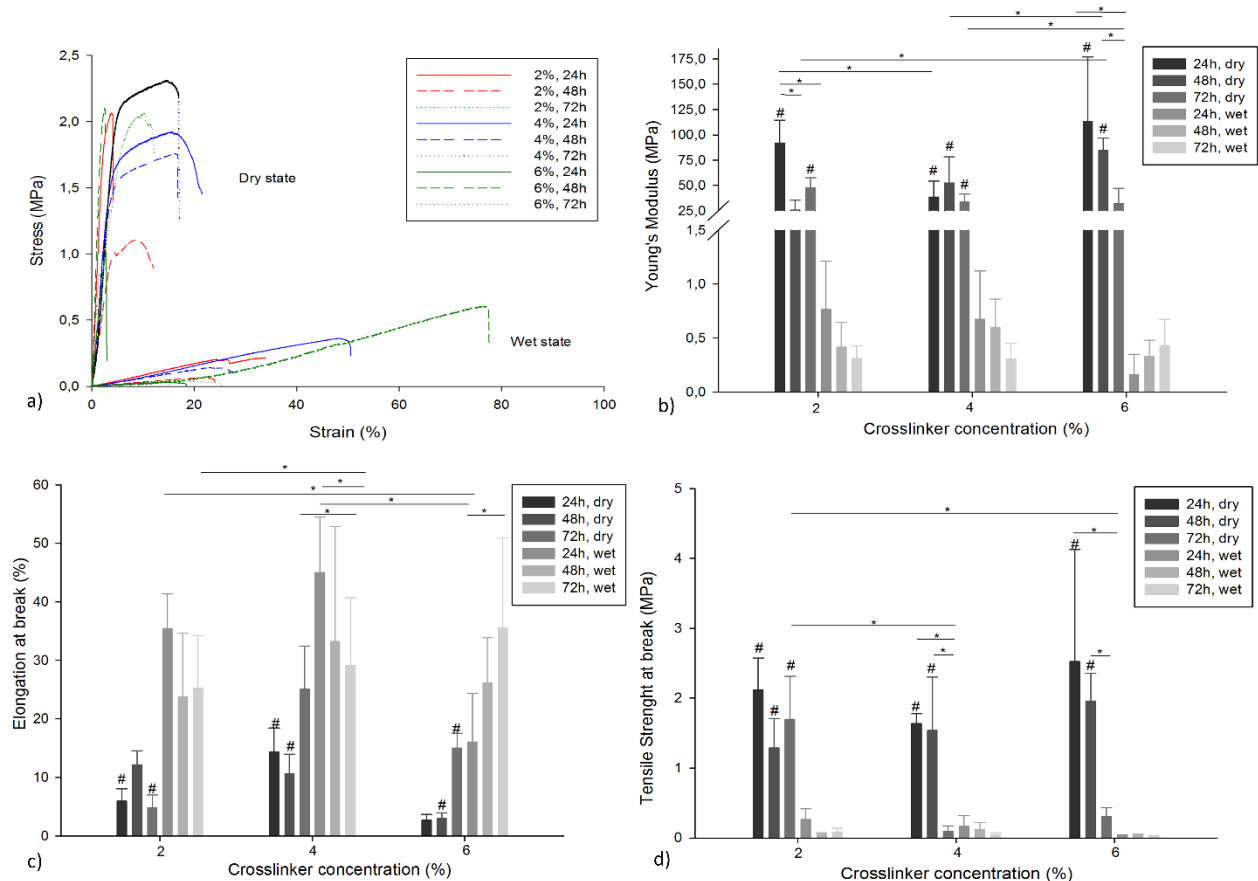 2,5
2,0
1,5
1,0
0,5
0,0
Stress (MPa)
0
20
40
60
80
100
Strain (%)
Dry state
Wet state
2%, 24h
2%, 48h
2%, 72h
4%, 24h
4%, 48h
4%, 72h
6%, 24h
6%, 48h
6%, 72h
a)
175,0
150,0
125,0
100,0
75,0
50,0
25,0
1,5
1,0
0,5
0,0
Young's Modulus (MPa)
2
4
6
Crosslinker concentration (%)
* * *
*
* *
*
*
# # # # # # #
24h, dry
48h, dry
72h, dry
24h, wet
48h, wet
72h, wet
b)
60
50
40
30
20
10
0
Elongation at break (%)
2
4
6
Crosslinker concentration (%)
*
*
*
*
* *
# # # # # #
24h, dry
48h, dry
72h, dry
24h, wet
48h, wet
72h, wet
c)
5
4
3
2
1
0
Tensile Strenght at break (MPa)
2
4
6
Crosslinker concentration (%)
*
*
*
*
*
*
# # # # # # #
24h, dry
48h, dry
72h, dry
24h, wet
48h, wet
72h, wet
d)